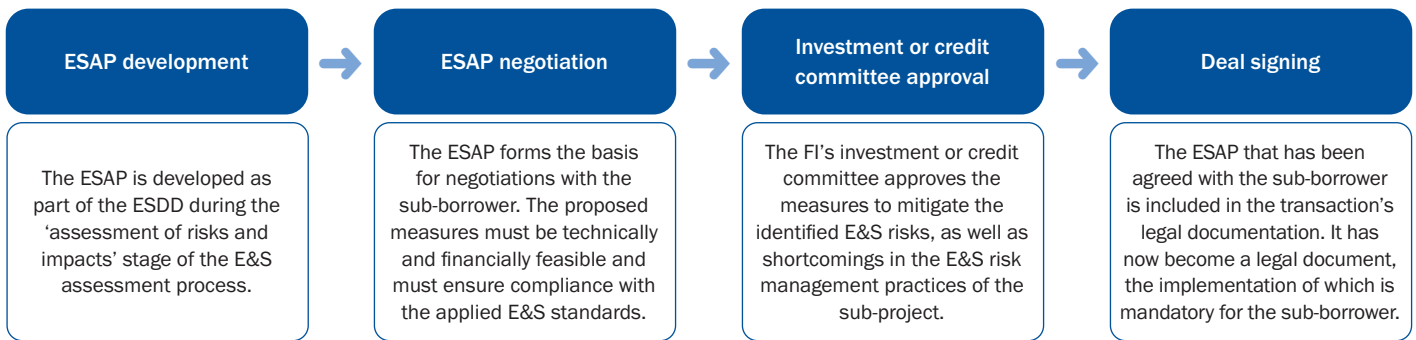 ESAP development
The ESAP is developed as
part of the ESDD during the
‘assessment of risks and
impacts’ stage of the E&S
assessment process.
ESAP negotiation
The ESAP forms the basis
for negotiations with the
sub-borrower. The proposed
measures must be technically
and financially feasible and
must ensure compliance with
the applied E&S standards.
Investment or credit
committee approval
The FI’s investment or credit
committee approves the
measures to mitigate the
identified E&S risks, as well as
shortcomings in the E&S risk
management practices of the
sub-project.
Deal signing
The ESAP that has been
agreed with the sub-borrower
is included in the transaction’s
legal documentation. It has
now become a legal document,
the implementation of which is
mandatory for the sub-borrower.